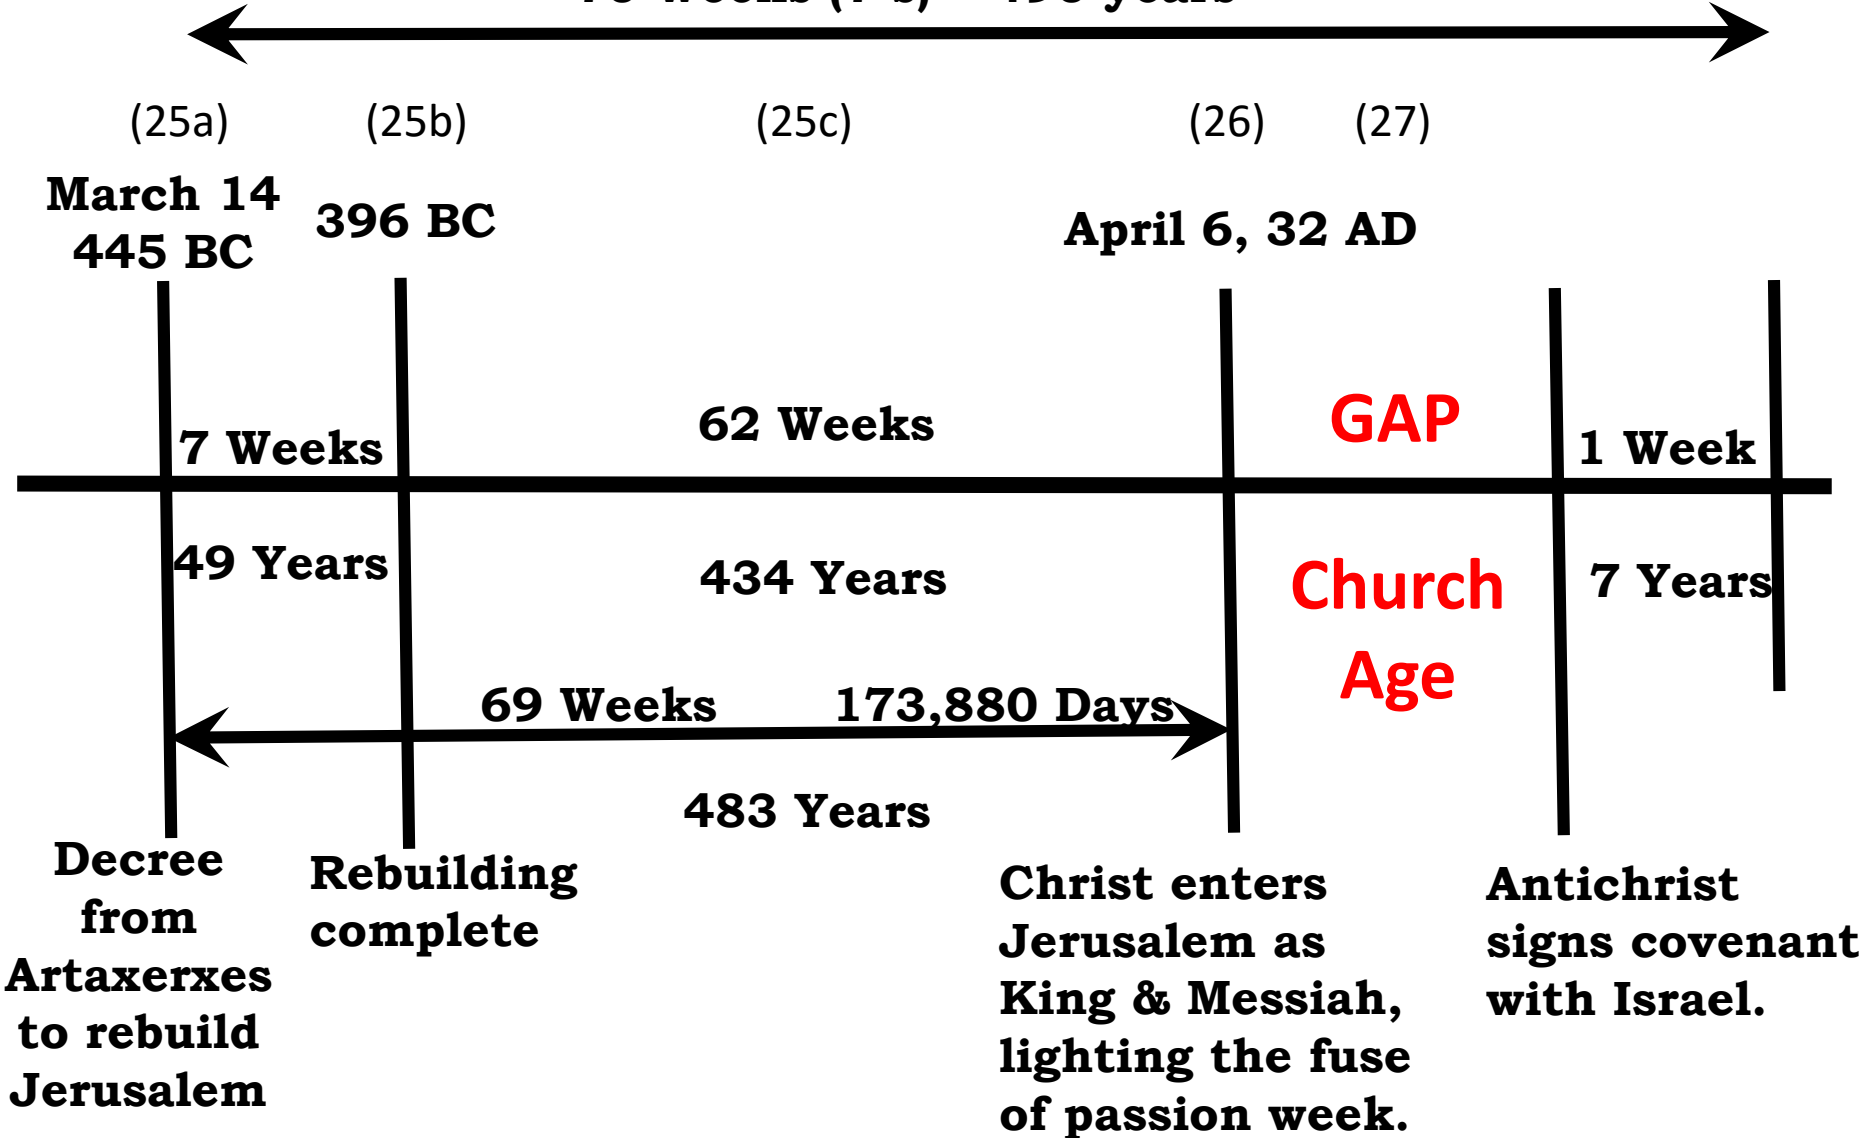 (25a) (25b) (25c) (26) (27)
March 14
445 BC
396 BC
April 6, 32 AD
7 Weeks
62 Weeks
GAP
1 Week
49 Years
434 Years
Church
Age
7 Years
69 Weeks 173,880 Days
483 Years
Decree
from
Artaxerxes
to rebuild
Jerusalem
Rebuilding
complete
Christ enters
Jerusalem as
King & Messiah,
lighting the fuse
of passion week.
Antichrist
signs covenant
with Israel.